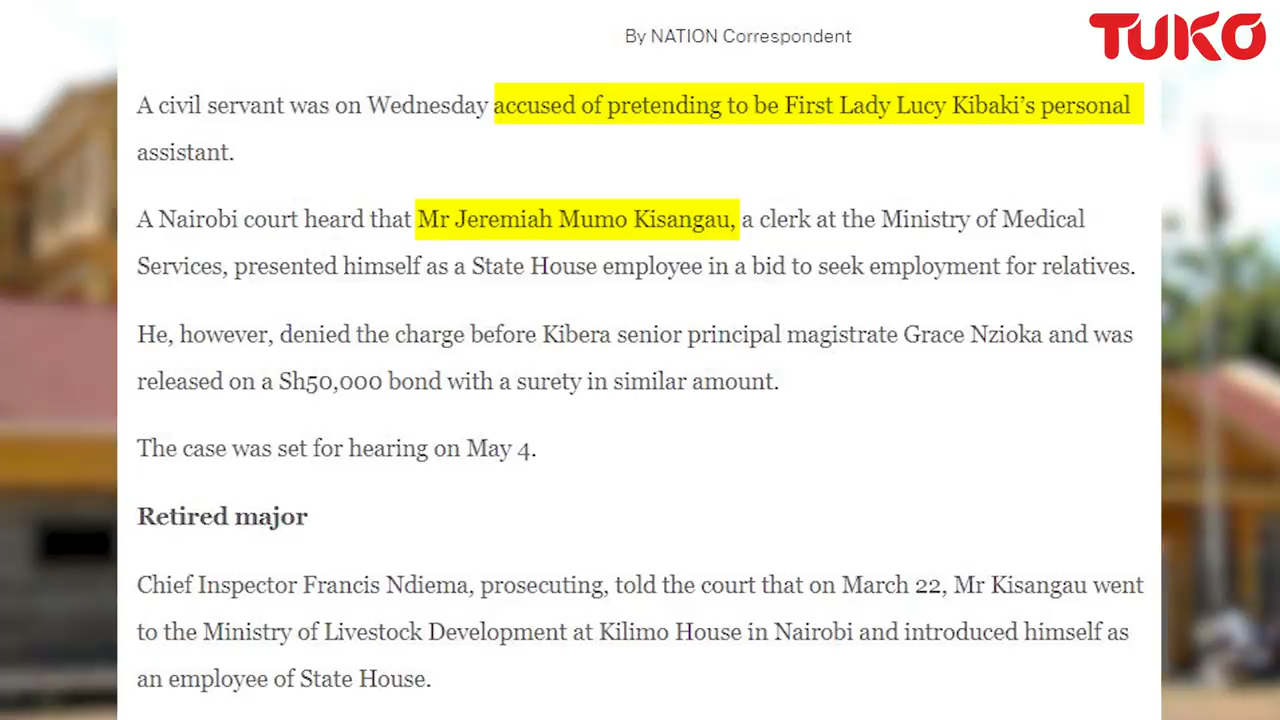 TUKO
By NATION Correspondent
A civil servant was on Wednesday accused of pretending to be First Lady Lucy Kibaki’s personal
assistant.
A Nairobi court heard that Mr Jeremiah Mumo Kisangau, a clerk at the Ministry of Medical
Services, presented himself as a State House employee in a bid to seek employment for relatives.
He, however, denied the charge before Kibera senior principal magistrate Grace Nzioka and was
released on a Sh50,000 bond with a surety in similar amount.
The case was set for hearing on May 4.
Retired major
Chief Inspector Francis Ndiema, prosecuting, told the court that on March 22, Mr Kisangau went
to the Ministry of Livestock Development at Kilimo House in Nairobi and introduced himself as
an employee of State House.